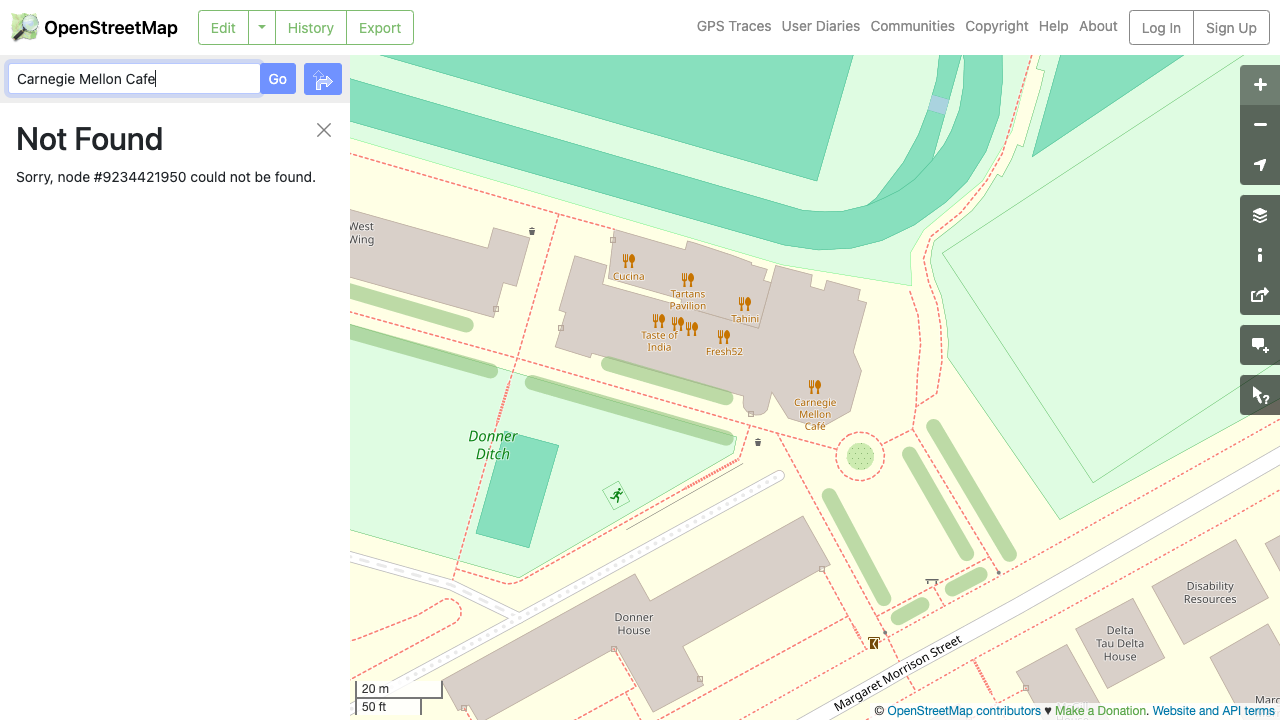 OpenStreetMap
Edit
History
Export
GPS Traces
User Diaries
Communities
Copyright
Help
About
Log In
Sign Up
Carnegie Mellon Cafe
Go
Not Found
Sorry, node #9234421950 could not be found.
West
Wing
Cucina
Tartans
Pavilion
Tahini
Taste of
India
Fresh52
Carnegie
Mellon
Café
Donner
Ditch
Donner
House
Disability
Resources
Delta
Tau Delta
House
Margaret Morrison Street
20 m
50 ft
© OpenStreetMap contributors ♥ Make a Donation. Website and API terms